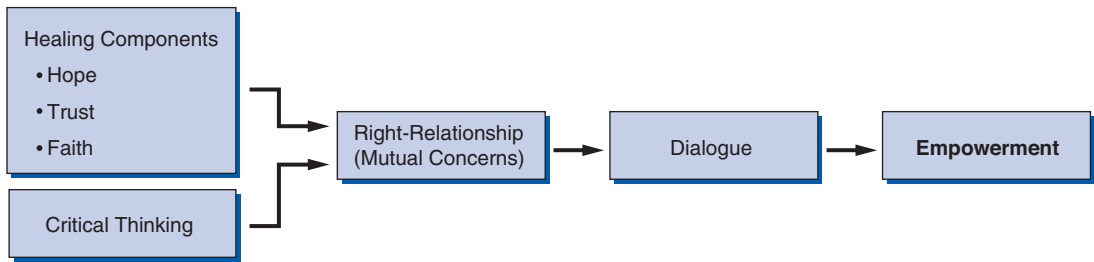 Healing Components
• Hope
• Trust
• Faith
Critical Thinking
Right-Relationship
(Mutual Concerns)
Dialogue
Empowerment